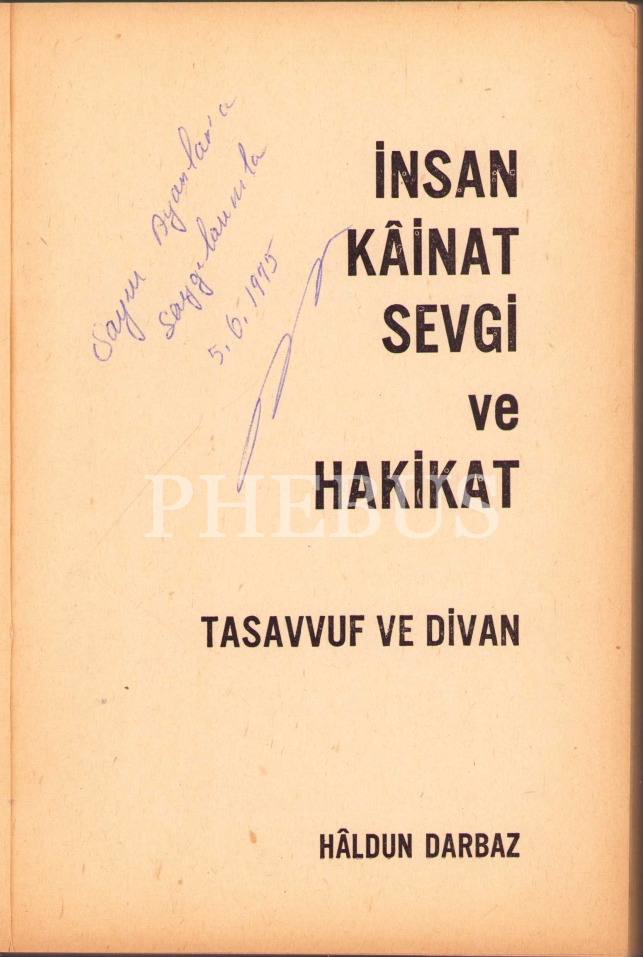 Sayın Ayanlar'a
saygılarımla
5.6.1975
İNSAN
KÂİNAT
SEVGİ
ve
HAKİKAT
PHEBUS
TASAVVUF VE DİVAN
HÂLDUN DARBAZ